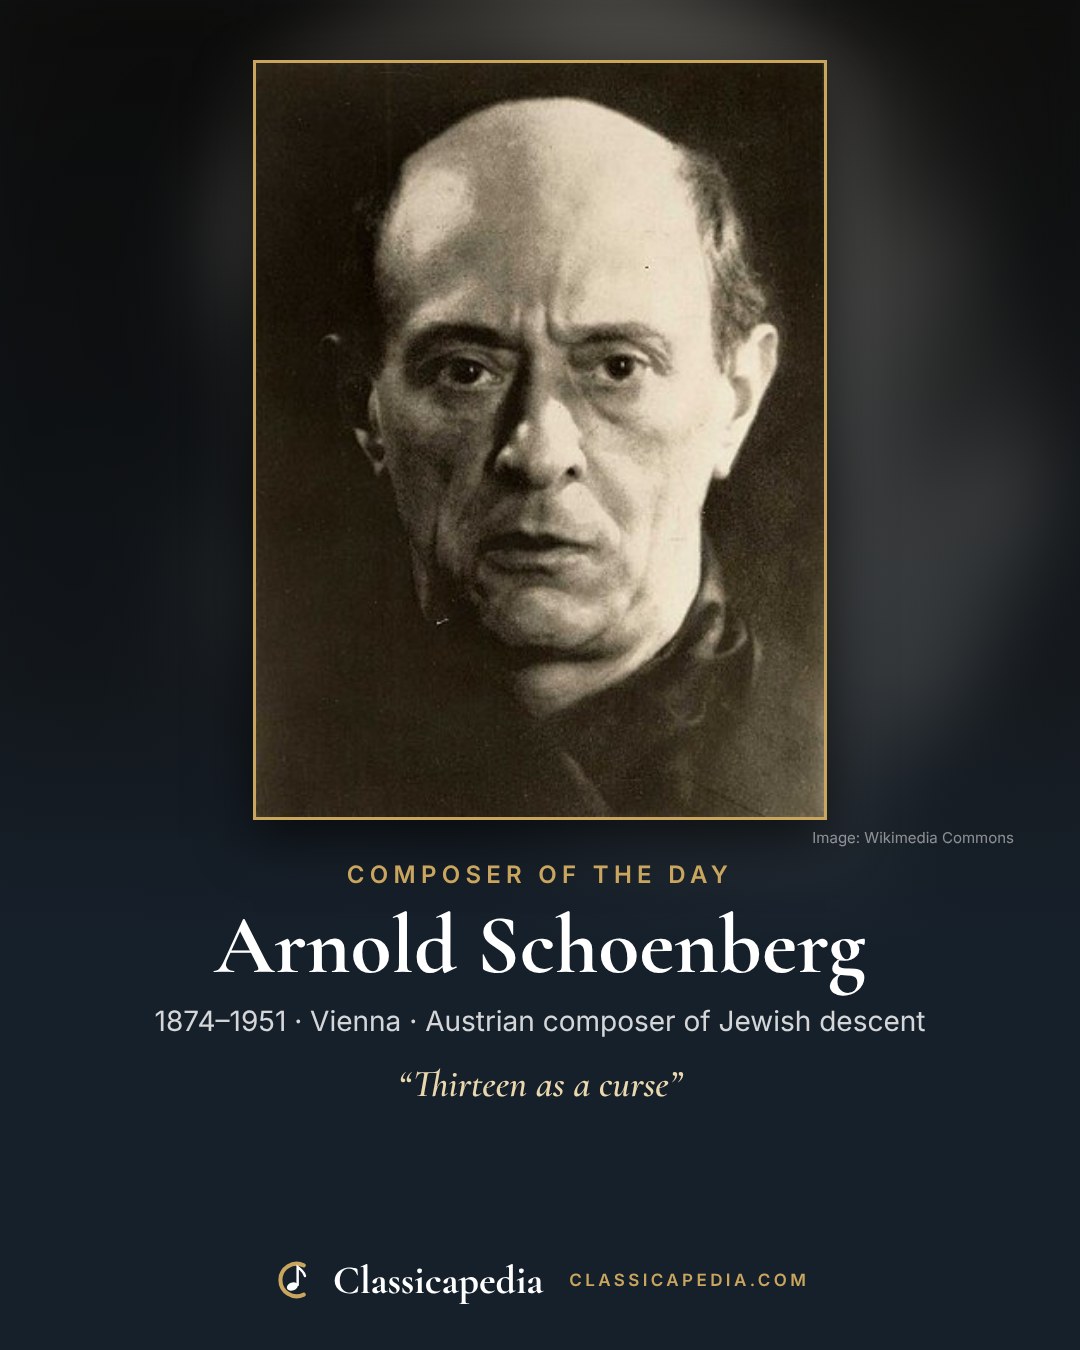 Image: Wikimedia Commons
COMPOSER OF THE DAY
Arnold Schoenberg
1874–1951 · Vienna · Austrian composer of Jewish descent
“Thirteen as a curse”
Classicapedia CLASSICAPEDIA.COM